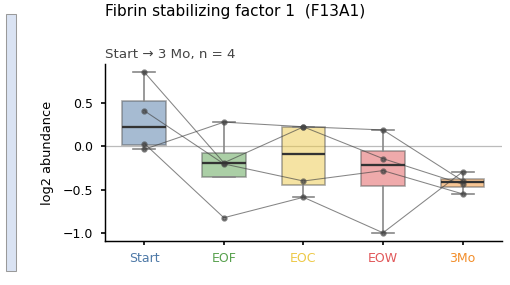 Fibrin stabilizing factor 1  (F13A1)
Start → 3 Mo, n = 4
log2 abundance
0.5
0.0
−0.5
−1.0
Start EOF EOC EOW 3Mo